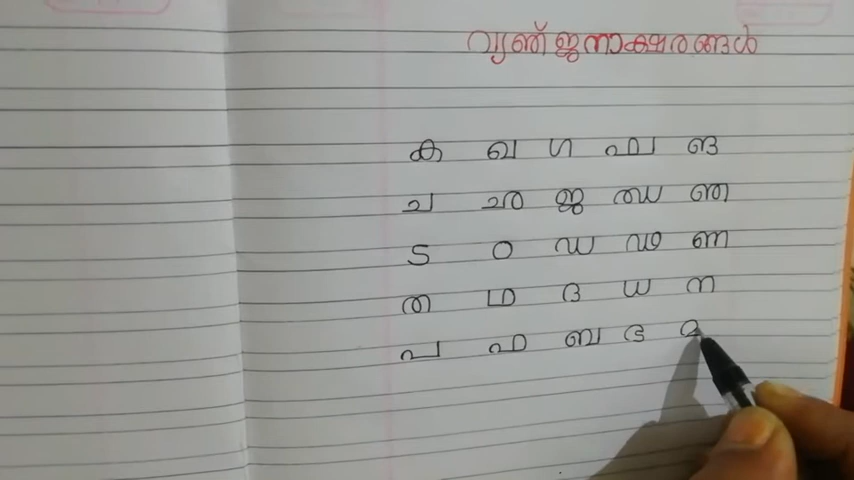 വ്യഞ്ജനാക്ഷരങ്ങൾ
ക ഖ ഗ ഘ ങ
ച ഛ ജ ഝ ഞ
ട ഠ ഡ ഢ ണ
ത ഥ ദ ധ ന
പ ഫ ബ ഭ മ